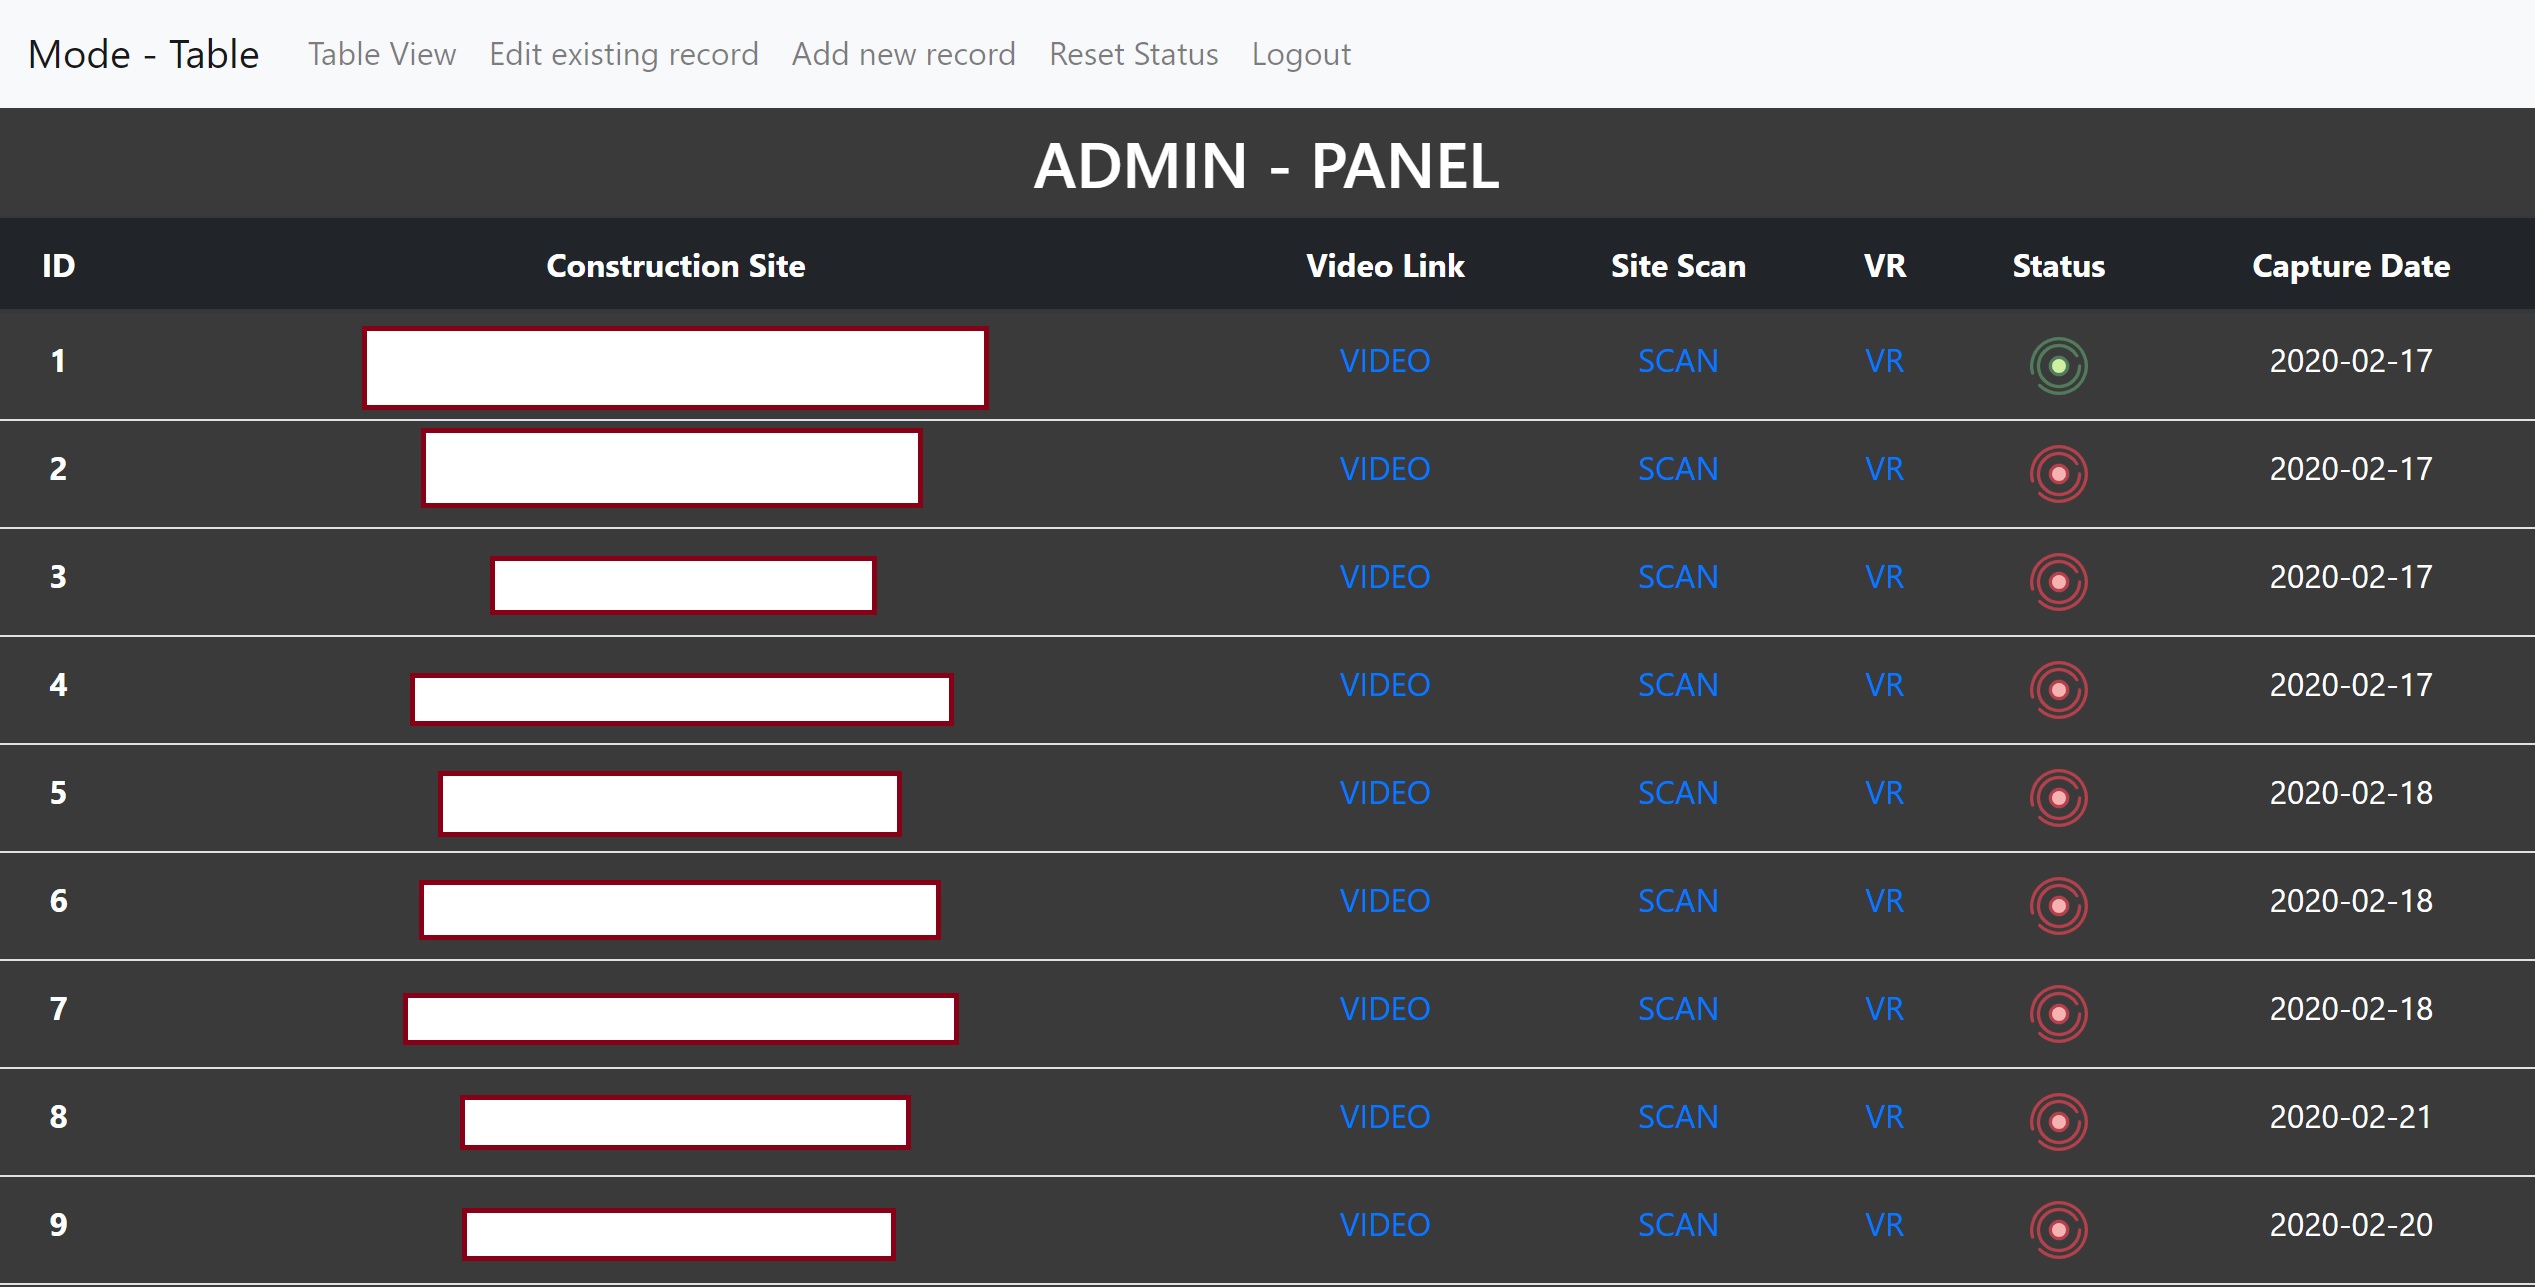 Mode - Table Table View Edit existing record Add new record Reset Status Logout
ADMIN - PANEL
ID Construction Site Video Link Site Scan VR Status Capture Date
1 VIDEO SCAN VR 2020-02-17
2 VIDEO SCAN VR 2020-02-17
3 VIDEO SCAN VR 2020-02-17
4 VIDEO SCAN VR 2020-02-17
5 VIDEO SCAN VR 2020-02-18
6 VIDEO SCAN VR 2020-02-18
7 VIDEO SCAN VR 2020-02-18
8 VIDEO SCAN VR 2020-02-21
9 VIDEO SCAN VR 2020-02-20